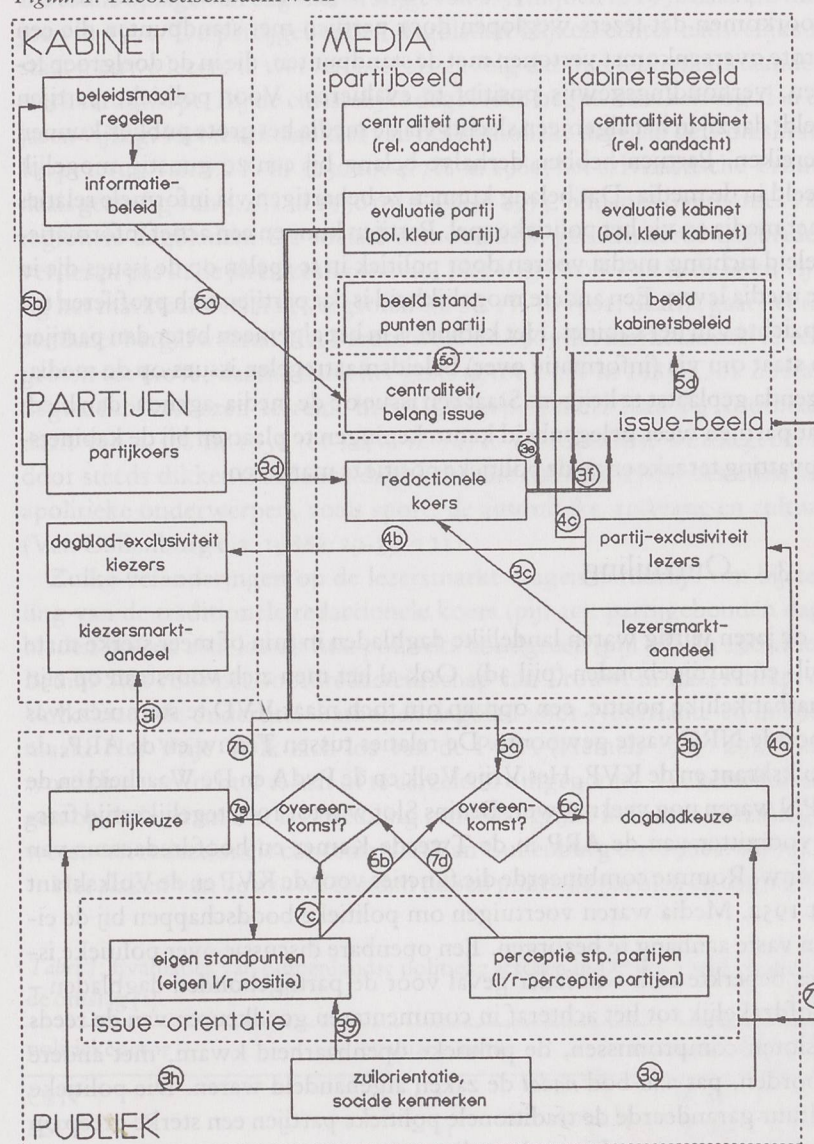 KABINET
beleidsmaat-
regelen
informatie-
beleid
5b
5a
MEDIA
partijbeeld
centraliteit partij
(rel. aandacht)
evaluatie partij
(pol. kleur partij)
beeld stand-
punten partij
kabinetsbeeld
centraliteit kabinet
(rel. aandacht)
evaluatie kabinet
(pol. kleur kabinet)
beeld
kabinetsbeleid
5d
centraliteit,
belang issue
issue-beeld
PARTIJEN
partijkoers
3d
redactionele
koers
3e
3f
4c
dagblad-exclusiviteit
kiezers
4b
3c
partij-exclusiviteit
lezers
kiezersmarkt-
aandeel
lezersmarkt-
aandeel
3i
7b
3b
4a
partijkeuze
7e
overeen-
komst?
overeen-
komst?
6c
dagbladkeuze
6b
7d
7c
eigen standpunten
(eigen l/r positie)
perceptie stp. partijen
(l/r-perceptie partijen)
issue-orientatie
3g
3h
zuilorientatie,
sociale kenmerken
3a
PUBLIEK